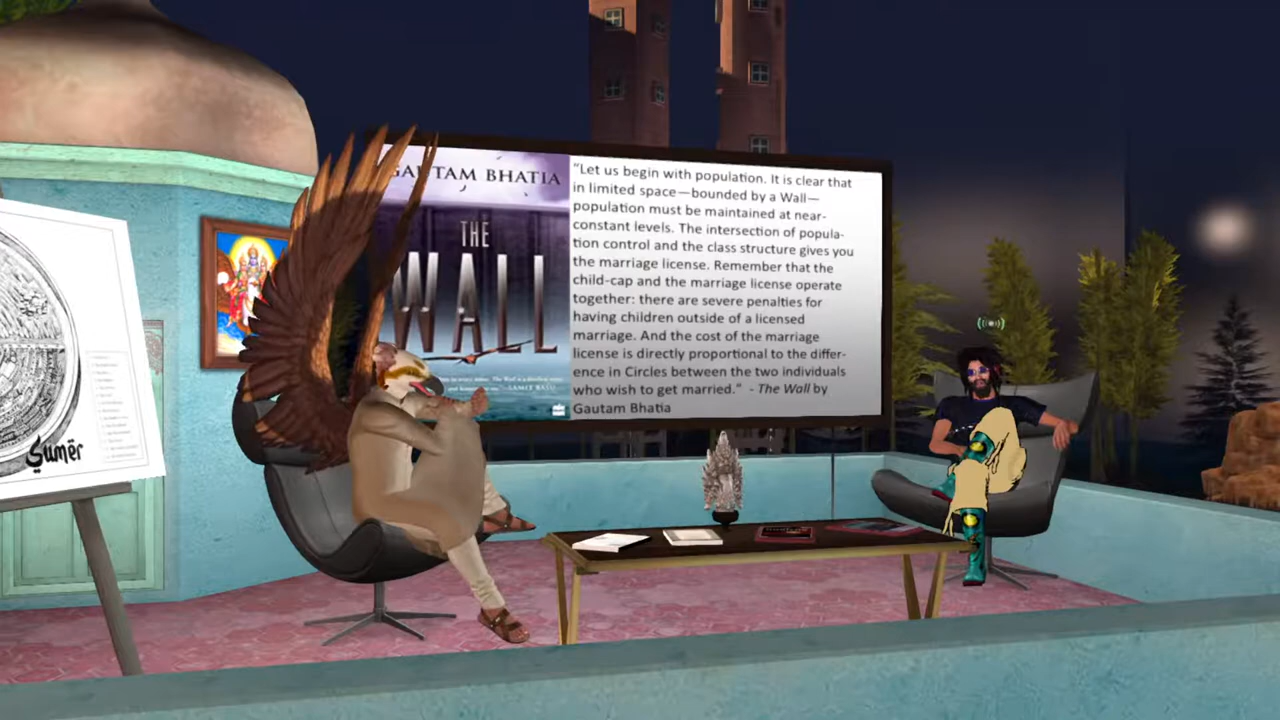 GAUTAM BHATIA
THE
WALL
SAMIT BASU
"Let us begin with population. It is clear that
in limited space—bounded by a Wall—
population must be maintained at near-
constant levels. The intersection of popula-
tion control and the class structure gives you
the marriage license. Remember that the
child-cap and the marriage license operate
together: there are severe penalties for
having children outside of a licensed
marriage. And the cost of the marriage
license is directly proportional to the differ-
ence in Circles between the two individuals
who wish to get married." - The Wall by
Gautam Bhatia
Sumër